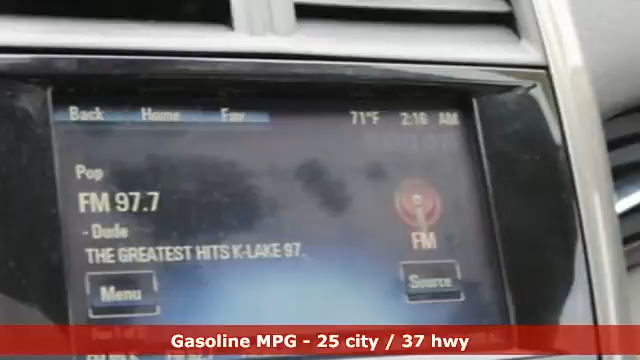 Back Home Fav 71°F 2:16 AM
Pop
FM 97.7
- Dude
THE GREATEST HITS K-LAKE 97.
FM
Menu Source
Gasoline MPG - 25 city / 37 hwy